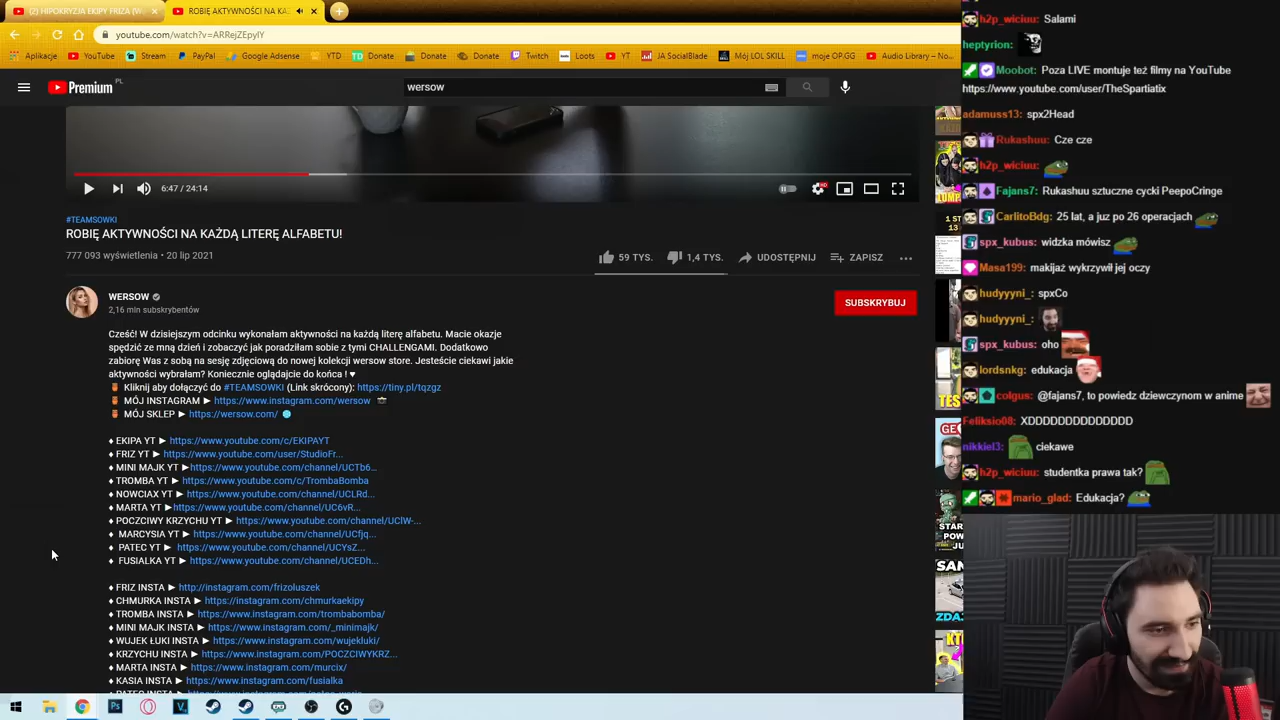 (2) HIPOKRYZJA EKIPY FRIZA (W
ROBIĘ AKTYWNOŚCI NA KAŻ
youtube.com/watch?v=ARRejZEpyIY
Aplikacje
YouTube
Stream
PayPal
Google Adsense
YTD
TD Donate
Donate
Donate
Twitch
Loots
YT
JA SocialBlade
Mój LOL SKILL
moje OP.GG
Audio Library – No...
Premium PL
wersow
6:47 / 24:14
#TEAMSOWKI
ROBIĘ AKTYWNOŚCI NA KAŻDĄ LITERĘ ALFABETU!
777 093 wyświetlenia • 20 lip 2021
59 TYS.
1,4 TYS.
UDOSTĘPNIJ
ZAPISZ
WERSOW
2,16 mln subskrybentów
SUBSKRYBUJ
Cześć! W dzisiejszym odcinku wykonałam aktywności na każdą literę alfabetu. Macie okazje
spędzić ze mną dzień i zobaczyć jak poradziłam sobie z tymi CHALLENGAMI. Dodatkowo
zabiorę Was z sobą na sesję zdjęciową do nowej kolekcji wersow store. Jesteście ciekawi jakie
aktywności wybrałam? Koniecznie oglądajcie do końca ! ♥
Kliknij aby dołączyć do #TEAMSOWKI (Link skrócony): https://tiny.pl/tqzgz
MÓJ INSTAGRAM ► https://www.instagram.com/wersow
MÓJ SKLEP ► https://wersow.com/
♦ EKIPA YT ► https://www.youtube.com/c/EKIPAYT
♦ FRIZ YT ► https://www.youtube.com/user/StudioFr...
♦ MINI MAJK YT ►https://www.youtube.com/channel/UCTb6...
♦ TROMBA YT ► https://www.youtube.com/c/TrombaBomba
♦ NOWCIAX YT ► https://www.youtube.com/channel/UCLRd...
♦ MARTA YT ►https://www.youtube.com/channel/UC6vR...
♦ POCZCIWY KRZYCHU YT ► https://www.youtube.com/channel/UClW-...
♦ MARCYSIA YT ► https://www.youtube.com/channel/UCfjq...
♦ PATEC YT ► https://www.youtube.com/channel/UCYsZ...
♦ FUSIALKA YT ► https://www.youtube.com/channel/UCEDh...
♦ FRIZ INSTA ► http://instagram.com/frizoluszek
♦ CHMURKA INSTA ► https://instagram.com/chmurkaekipy
♦ TROMBA INSTA ► https://www.instagram.com/trombabomba/
♦ MINI MAJK INSTA ► https://www.instagram.com/_minimajk/
♦ WUJEK ŁUKI INSTA ► https://www.instagram.com/wujekluki/
♦ KRZYCHU INSTA ► https://www.instagram.com/POCZCIWYKRZ...
♦ MARTA INSTA ► https://www.instagram.com/murcix/
♦ KASIA INSTA ► https://www.instagram.com/fusialka
h2p_wiciuu: Salami
heptyrion:
Moobot: Poza LIVE montuje też filmy na YouTube
https://www.youtube.com/user/TheSpartiatix
adamuss13: spx2Head
Rukashuu: Cze cze
h2p_wiciuu:
Fajans7: Rukashuu sztuczne cycki PeepoCringe
CarlitoBdg: 25 lat, a juz po 26 operacjach
spx_kubus: widzka mówisz
Masa199: makijaż wykrzywia twarzy
hudyyyni_: spxCo
hudyyyni_:
spx_kubus: oho
lordsnkg: edukacja
colgus: @fajans7, to powiedz dziewczynom w anime
Feliksio08: XDDDDDDDDDDDDD
nikkiel3: ciekawe
h2p_wiciuu: studentka prawa tak?
mario_glad: Edukacja?